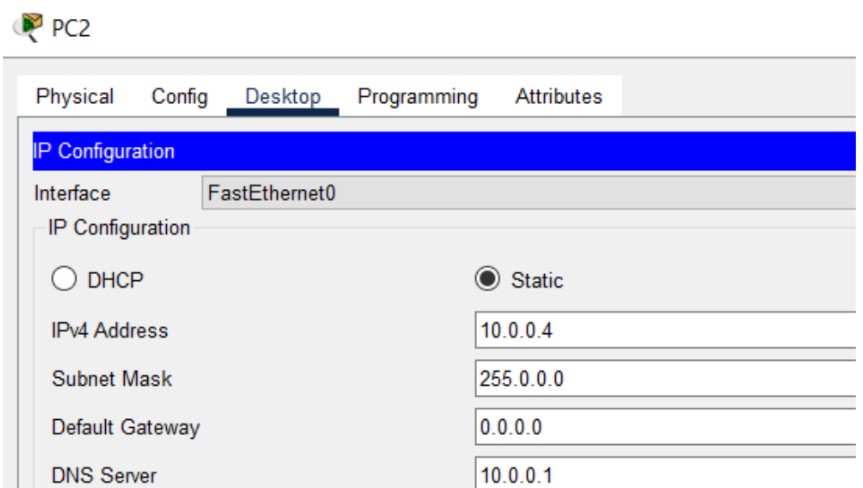 PC2
Physical Config Desktop Programming Attributes
IP Configuration
Interface FastEthernet0
IP Configuration
DHCP Static
IPv4 Address 10.0.0.4
Subnet Mask 255.0.0.0
Default Gateway 0.0.0.0
DNS Server 10.0.0.1